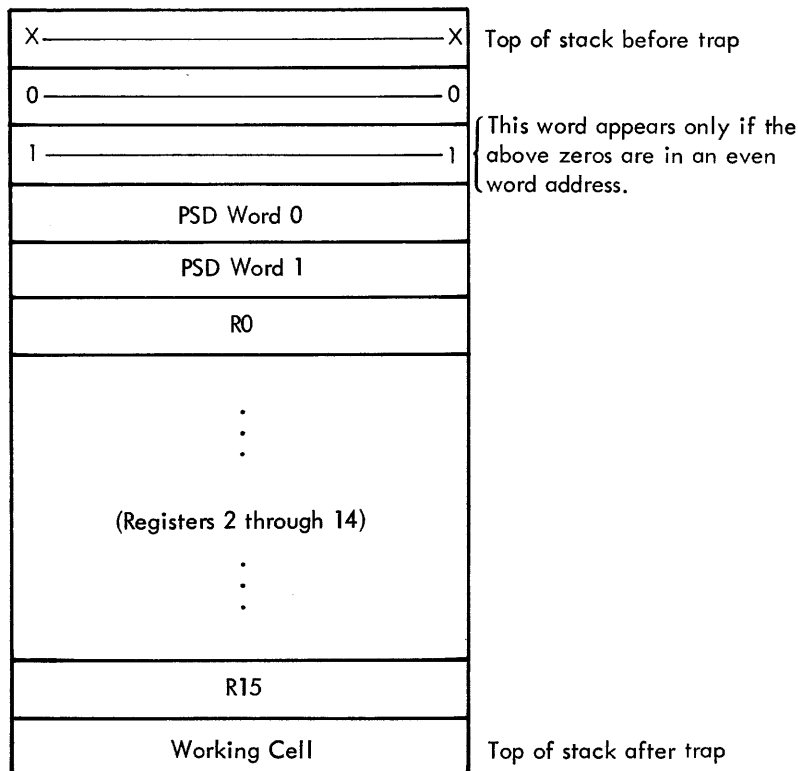 X X Top of stack before trap
0 0
1 1
This word appears only if the
above zeros are in an even
word address.
PSD Word 0
PSD Word 1
R0
(Registers 2 through 14)
R15
Working Cell Top of stack after trap